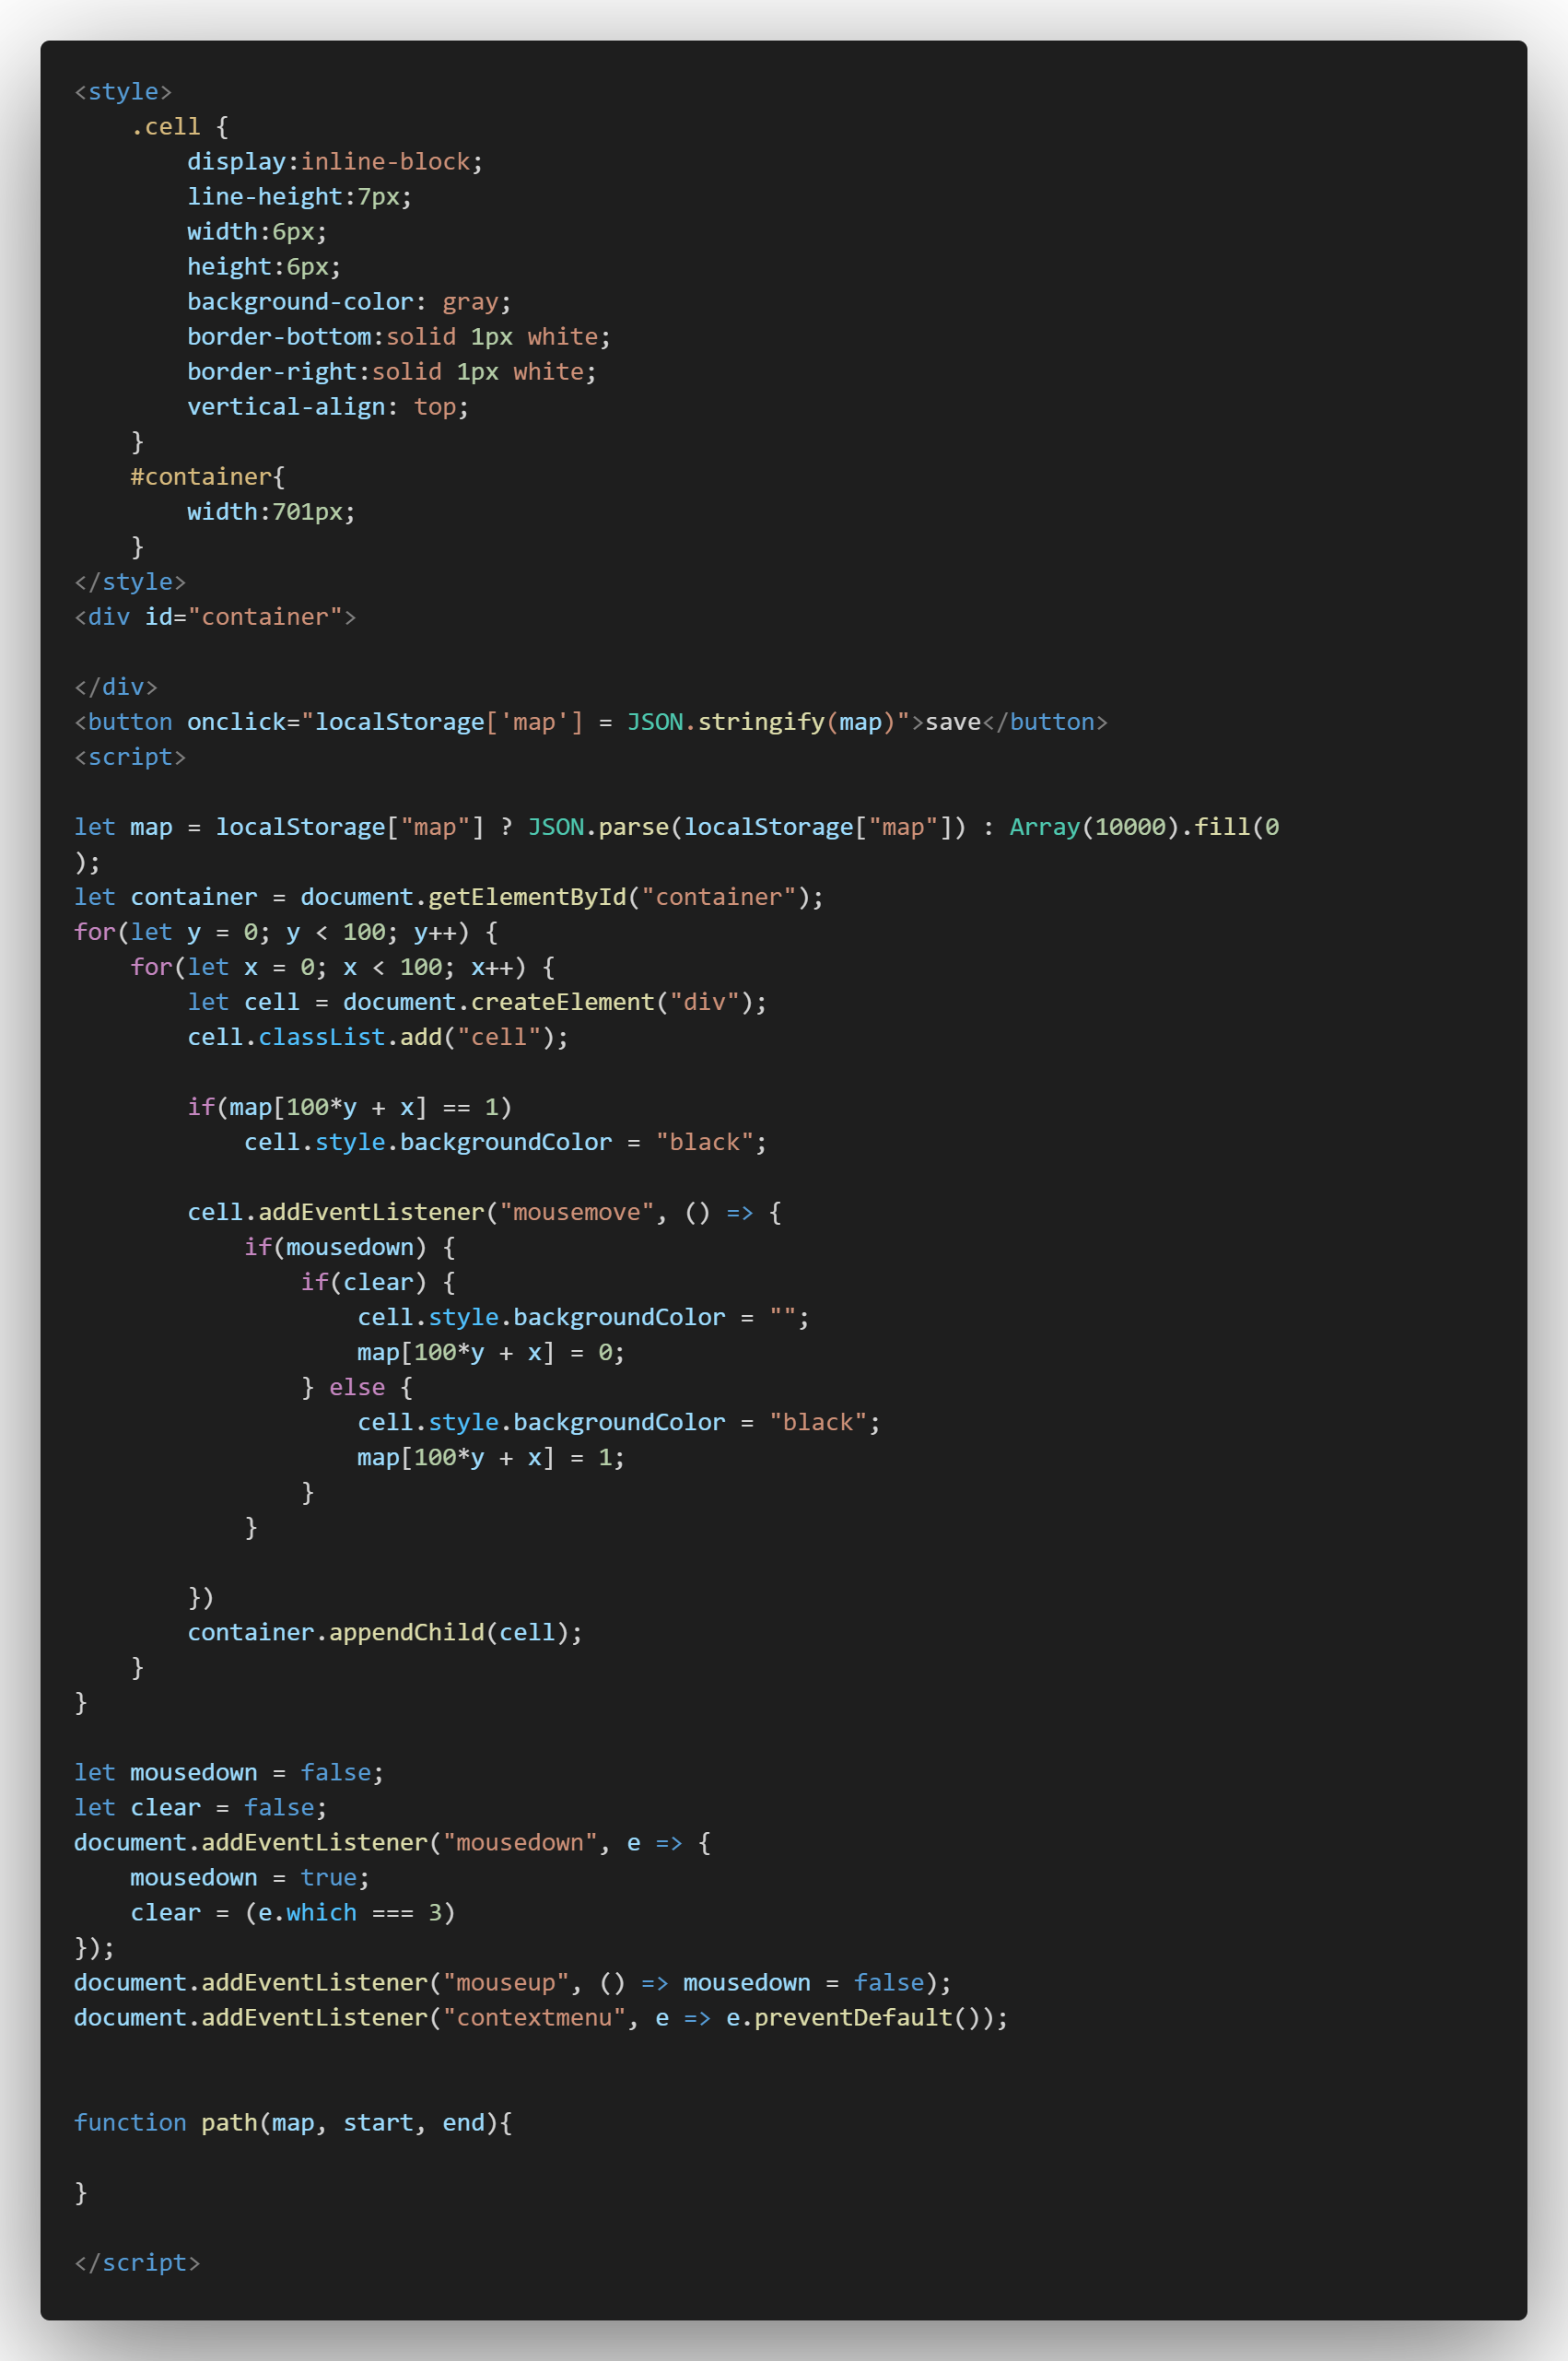 <style>
    .cell {
        display:inline-block;
        line-height:7px;
        width:6px;
        height:6px;
        background-color: gray;
        border-bottom:solid 1px white;
        border-right:solid 1px white;
        vertical-align: top;
    }
    #container{
        width:701px;
    }
</style>
<div id="container">

</div>
<button onclick="localStorage['map'] = JSON.stringify(map)">save</button>
<script>

let map = localStorage["map"] ? JSON.parse(localStorage["map"]) : Array(10000).fill(0
);
let container = document.getElementById("container");
for(let y = 0; y < 100; y++) {
    for(let x = 0; x < 100; x++) {
        let cell = document.createElement("div");
        cell.classList.add("cell");

        if(map[100*y + x] == 1)
            cell.style.backgroundColor = "black";

        cell.addEventListener("mousemove", () => {
            if(mousedown) {
                if(clear) {
                    cell.style.backgroundColor = "";
                    map[100*y + x] = 0;
                } else {
                    cell.style.backgroundColor = "black";
                    map[100*y + x] = 1;
                }
            }

        })
        container.appendChild(cell);
    }
}

let mousedown = false;
let clear = false;
document.addEventListener("mousedown", e => {
    mousedown = true;
    clear = (e.which === 3)
});
document.addEventListener("mouseup", () => mousedown = false);
document.addEventListener("contextmenu", e => e.preventDefault());


function path(map, start, end){

}

</script>